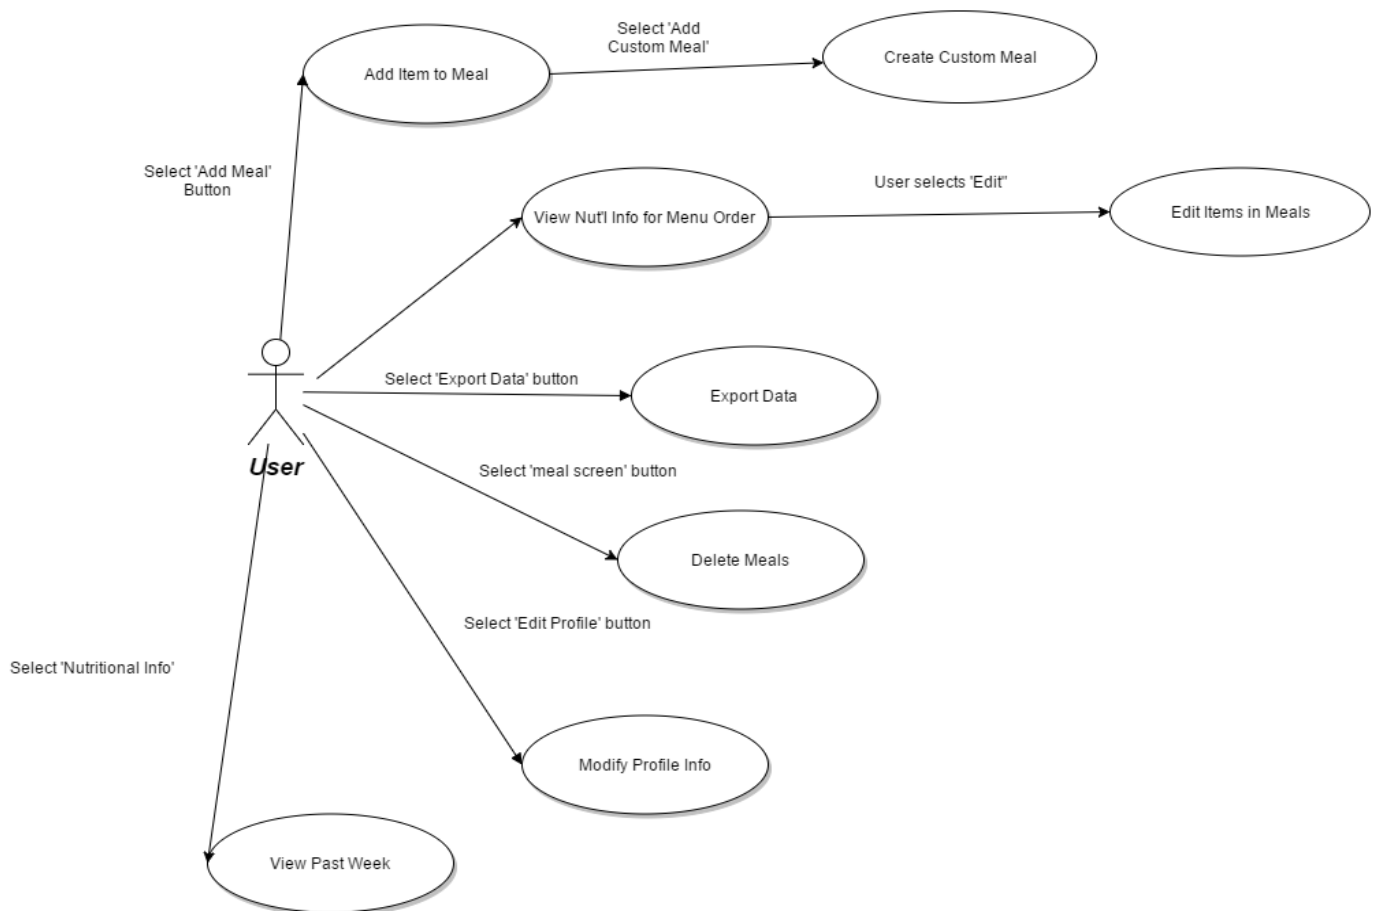 Select 'Add
Custom Meal'
Add Item to Meal
Create Custom Meal
Select 'Add Meal'
Button
User selects 'Edit"
View Nut'l Info for Menu Order
Edit Items in Meals
Select 'Export Data' button
Export Data
User
Select 'meal screen' button
Delete Meals
Select 'Edit Profile' button
Select 'Nutritional Info'
Modify Profile Info
View Past Week